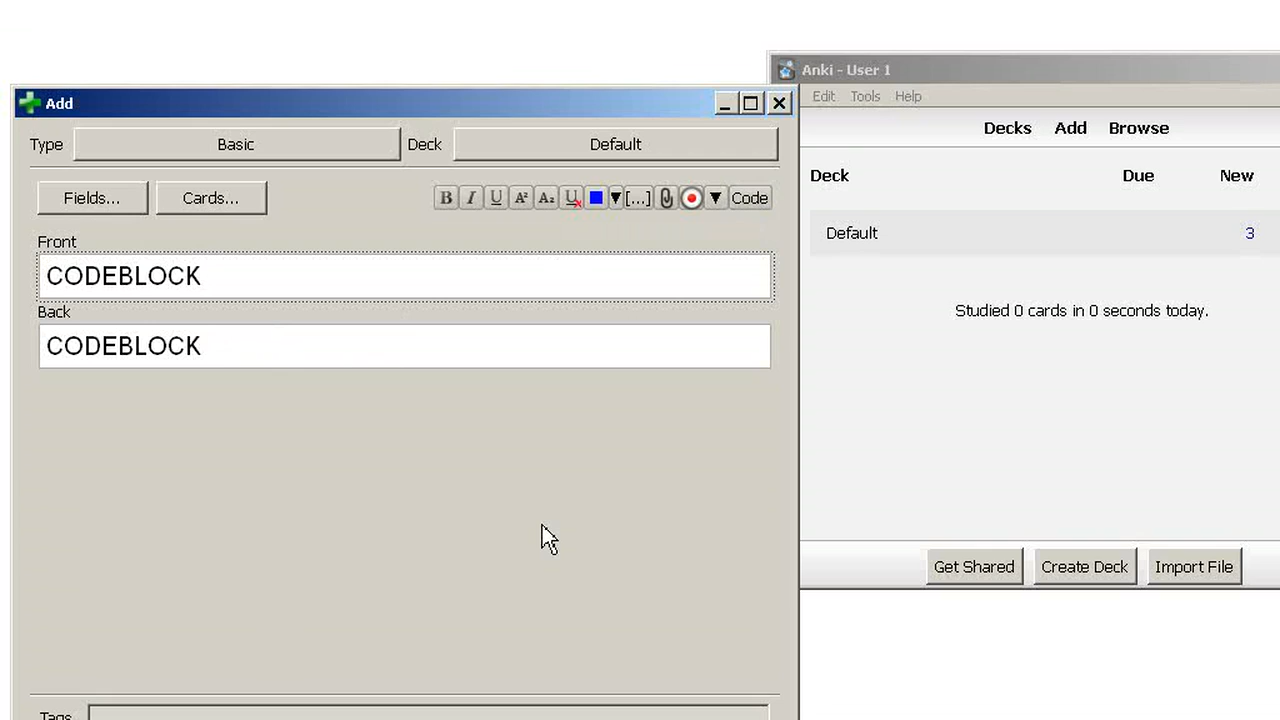 Add
Type Basic Deck Default
Fields... Cards... B I U A² A₂ U [...] Code
Front
CODEBLOCK
Back
CODEBLOCK
Tags
Anki - User 1
Edit Tools Help
Decks Add Browse
Deck Due New
Default 3
Studied 0 cards in 0 seconds today.
Get Shared Create Deck Import File